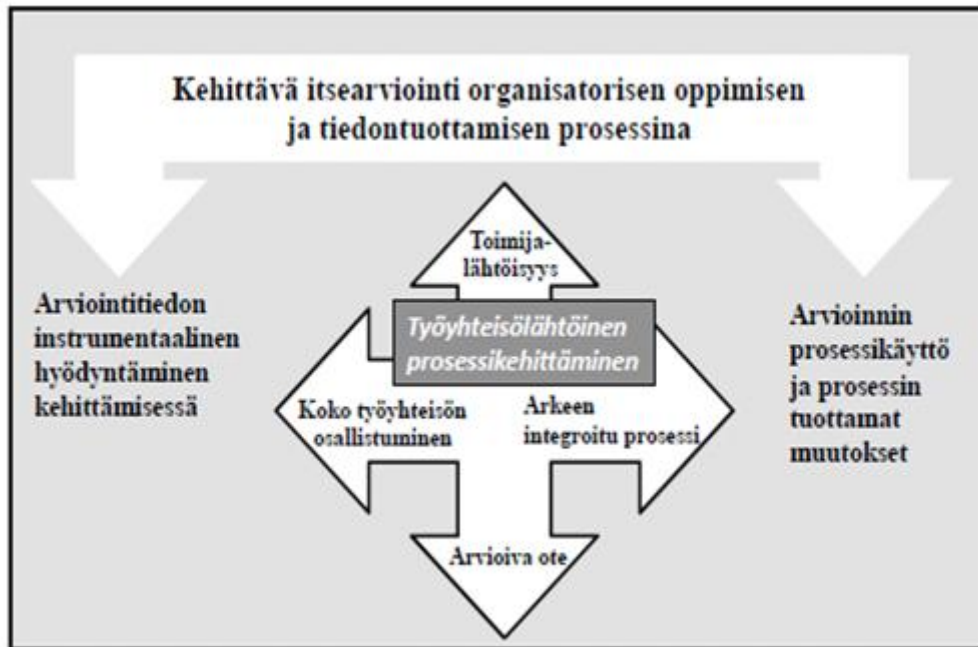 Kehittävä itsearviointi organisatorisen oppimisen
ja tiedontuottamisen prosessina
Toimija-
lähtöisyys
Arviointitiedon
instrumentaalinen
hyödyntäminen
kehittämisessä
Työyhteisölähtöinen
prosessikehittäminen
Arvioinnin
prosessikäyttö
ja prosessin
tuottamat
muutokset
Koko työyhteisön
osallistuminen
Arkeen
integroitu prosessi
Arvioiva ote